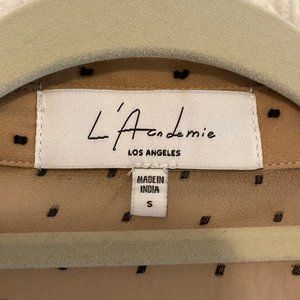 L'Academie
LOS ANGELES
MADE IN
INDIA
S